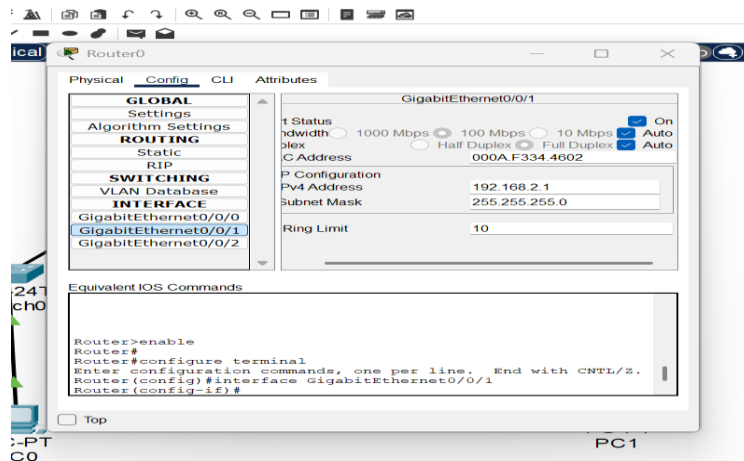 ical
Router0
Physical Config CLI Attributes
GLOBAL
Settings
Algorithm Settings
ROUTING
Static
RIP
SWITCHING
VLAN Database
INTERFACE
GigabitEthernet0/0/0
GigabitEthernet0/0/1
GigabitEthernet0/0/2
GigabitEthernet0/0/1
t Status On
ndwidth 1000 Mbps 100 Mbps 10 Mbps Auto
plex Half Duplex Full Duplex Auto
C Address 000A.F334.4602
P Configuration
Pv4 Address 192.168.2.1
Subnet Mask 255.255.255.0
Ring Limit 10
Equivalent IOS Commands
Router>enable
Router#
Router#configure terminal
Enter configuration commands, one per line. End with CNTL/Z.
Router(config)#interface GigabitEthernet0/0/1
Router(config-if)#
Top
-24T
ch0
C-PT
C0
PC1